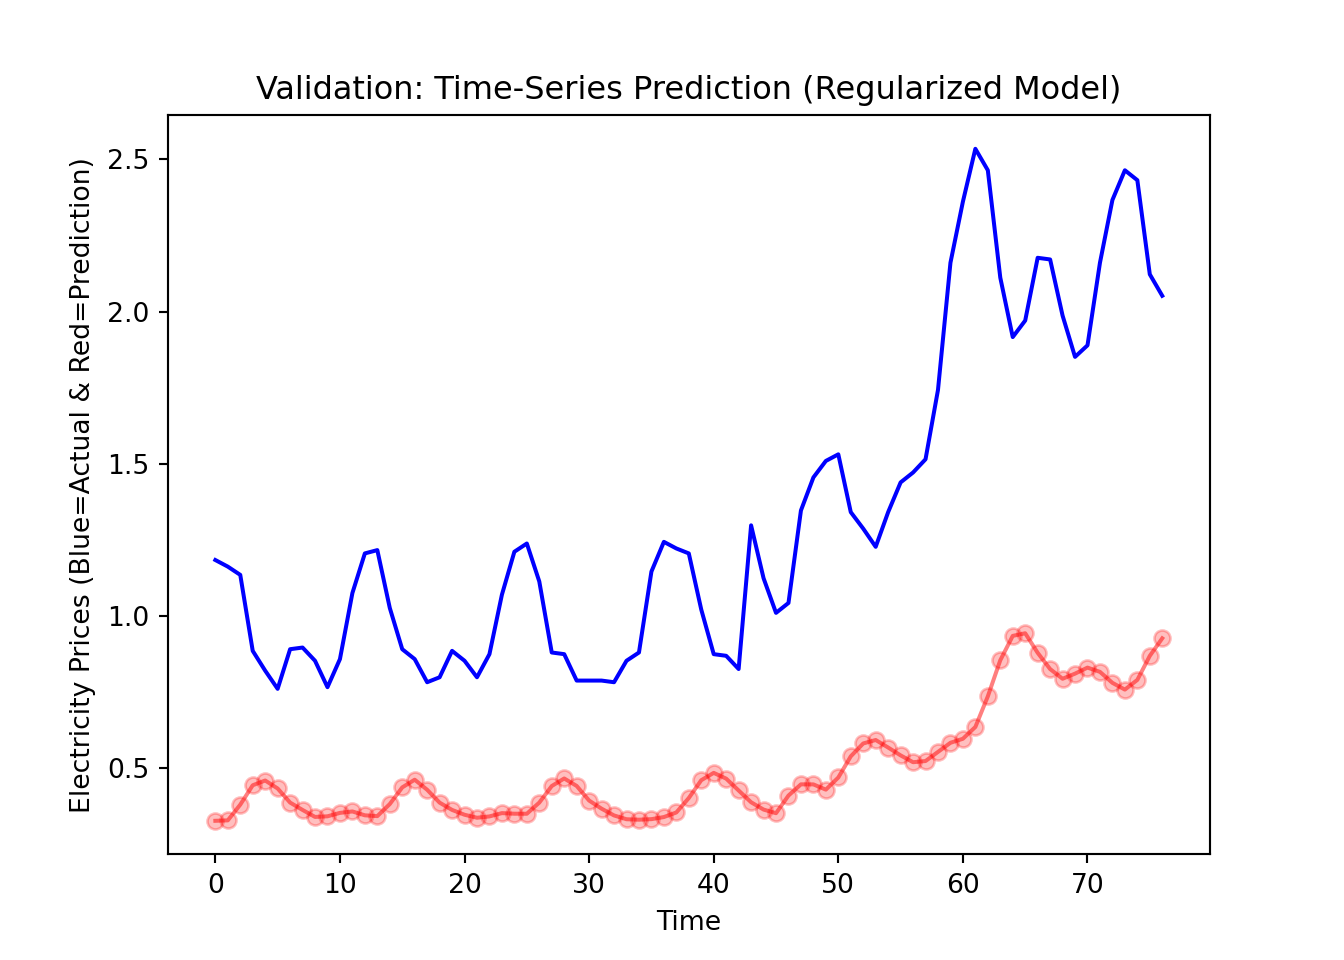 Validation: Time-Series Prediction (Regularized Model)
Electricity Prices (Blue=Actual & Red=Prediction)
2.5
2.0
1.5
1.0
0.5
0 10 20 30 40 50 60 70
Time